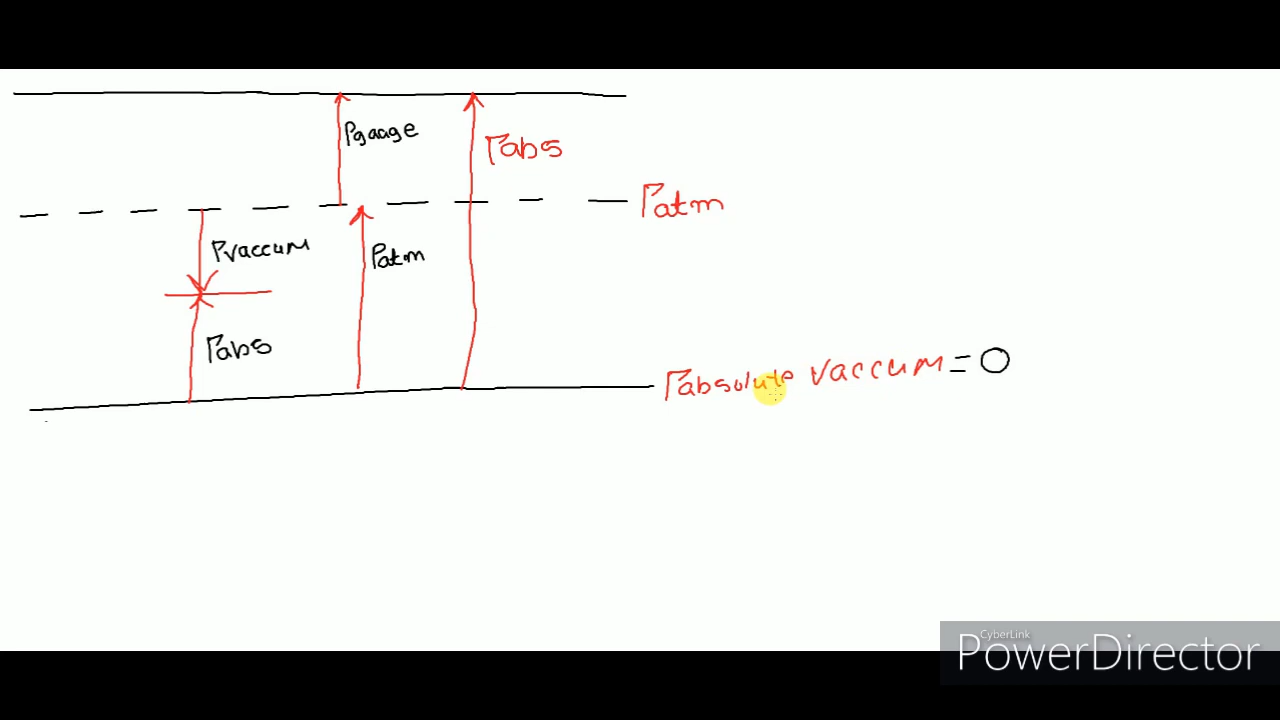 Pgauge
Pabs
Patm
Pvaccum
Patm
Pabs
Pabsolute vaccum = 0
CyberLink
PowerDirector